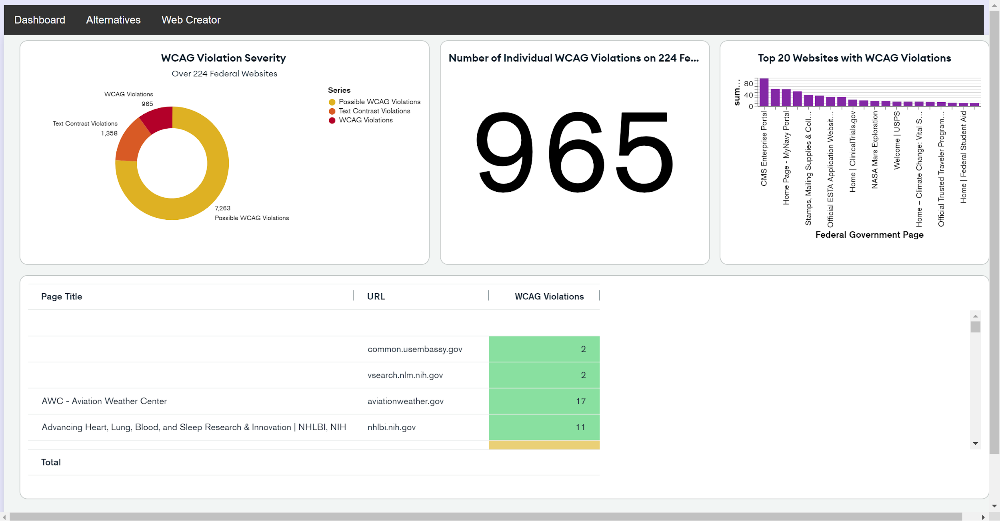 Dashboard Alternatives Web Creator
WCAG Violation Severity
Over 224 Federal Websites
WCAG Violations
965
Text Contrast Violations
1,358
7,263
Possible WCAG Violations
Series
Possible WCAG Violations
Text Contrast Violations
WCAG Violations
Number of Individual WCAG Violations on 224 Fe...
965
Top 20 Websites with WCAG Violations
sum...
80
40
0
CMS Enterprise Portal
Home Page - MyNavy Portal
Stamps, Mailing Supplies & Coll...
Official ESTA Application Websit...
Home | ClinicalTrials.gov
NASA Mars Exploration
Welcome | USPS
Home – Climate Change: Vital S...
Official Trusted Traveler Program...
Home | Federal Student Aid
Federal Government Page
Page Title URL WCAG Violations
common.usembassy.gov 2
vsearch.nlm.nih.gov 2
AWC - Aviation Weather Center aviationweather.gov 17
Advancing Heart, Lung, Blood, and Sleep Research & Innovation | NHLBI, NIH nhlbi.nih.gov 11
Total